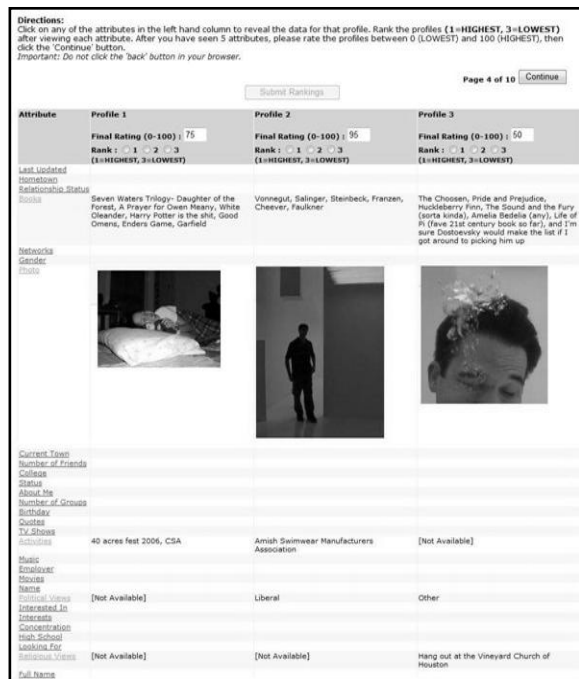 Directions:
Click on any of the attributes in the left hand column to reveal the data for that profile. Rank the profiles (1=HIGHEST, 3=LOWEST)
after viewing each attribute. After you have seen 5 attributes, please rate the profiles between 0 (LOWEST) and 100 (HIGHEST), then
click the 'Continue' button.
Important: Do not click the 'back' button in your browser.
Page 4 of 10 Continue
Submit Rankings
Attribute Profile 1 Profile 2 Profile 3
Final Rating (0-100) : 75 Final Rating (0-100) : 95 Final Rating (0-100) : 50
Rank : 1 2 3 Rank : 1 2 3 Rank : 1 2 3
(1=HIGHEST, 3=LOWEST) (1=HIGHEST, 3=LOWEST) (1=HIGHEST, 3=LOWEST)
Last Updated
Hometown
Relationship Status
Books Seven Waters Trilogy- Daughter of the Vonnegut, Salinger, Steinbeck, Franzen, The Choosen, Pride and Prejudice,
Forest, A Prayer for Owen Meany, White Cheever, Faulkner Huckleberry Finn, The Sound and the Fury
Oleander, Harry Potter is the shit, Good (sorta kinda), Amelia Bedelia (any), Life of
Omens, Enders Game, Garfield Pi (fave 21st century book so far), and I'm
sure Dostoevsky would make the list if I
got around to picking him up
Networks
Gender
Photo
Current Town
Number of Friends
College
Status
About Me
Number of Groups
Birthday
Quotes
TV Shows
Activities 40 acres fest 2006, CSA Amish Swimwear Manufacturers [Not Available]
Association
Music
Employer
Movies
Name
Political Views [Not Available] Liberal Other
Interested In
Interests
Concentration
High School
Looking For
Religious Views [Not Available] [Not Available] Hang out at the Vineyard Church of
Houston
Full Name